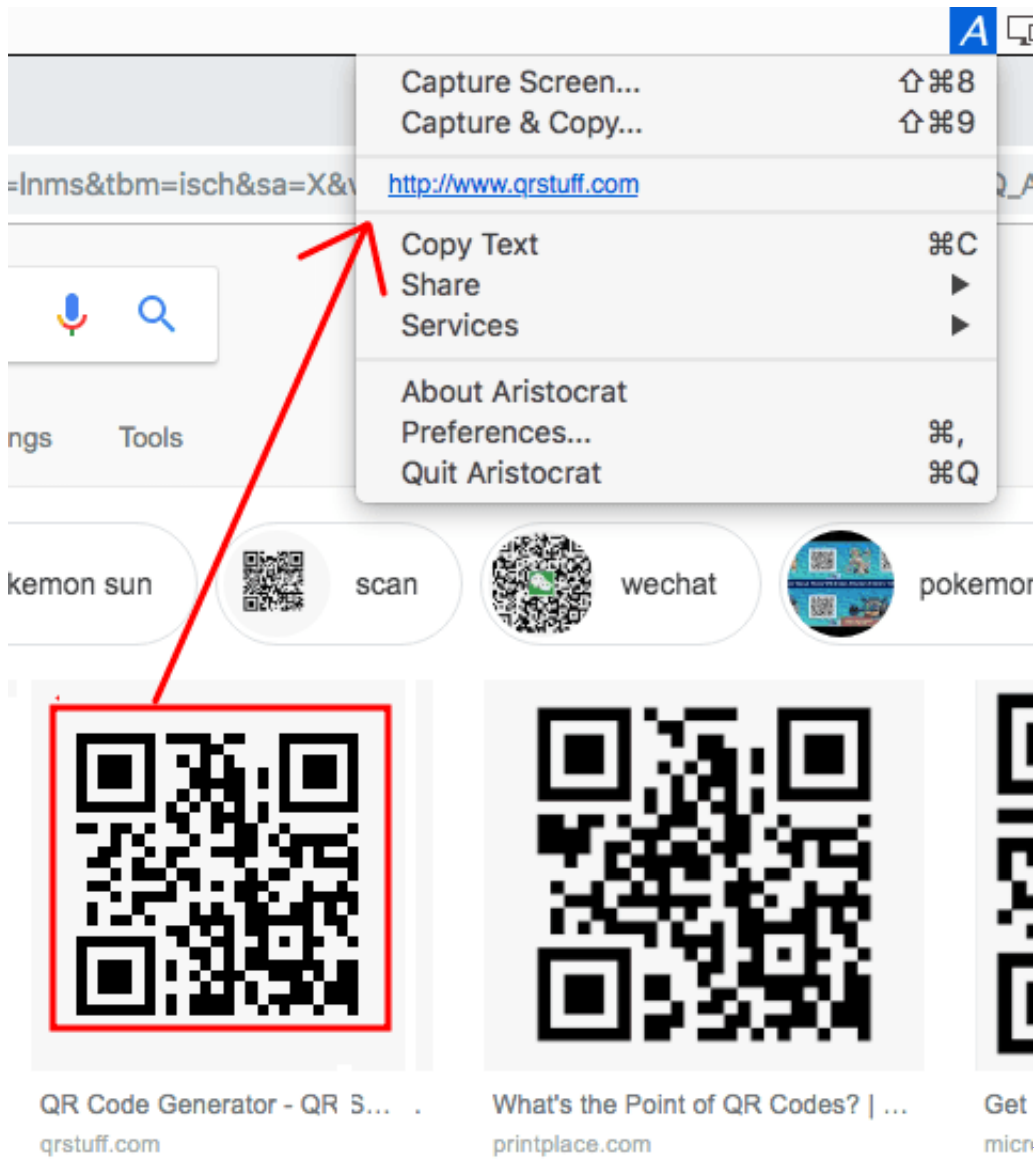 A
Capture Screen... ⇧⌘8
Capture & Copy... ⇧⌘9
=lnms&tbm=isch&sa=X&v http://www.qrstuff.com Q_A
Copy Text ⌘C
Share ▶
Services ▶
ngs Tools
About Aristocrat
Preferences... ⌘,
Quit Aristocrat ⌘Q
kemon sun scan wechat pokemon
QR Code Generator - QR S... .
What's the Point of QR Codes? | ...
Get
qrstuff.com
printplace.com
micr